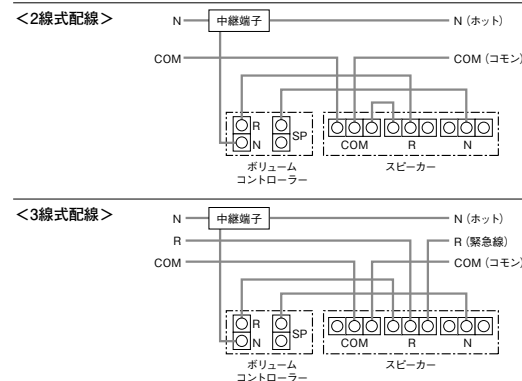 ＜2線式配線＞
N 中継端子 N（ホット）
COM COM（コモン）
R
N SP COM R N
ボリューム
コントローラー スピーカー
＜3線式配線＞
N 中継端子 N（ホット）
R R（緊急線）
COM COM（コモン）
R
N SP COM R N
ボリューム
コントローラー スピーカー